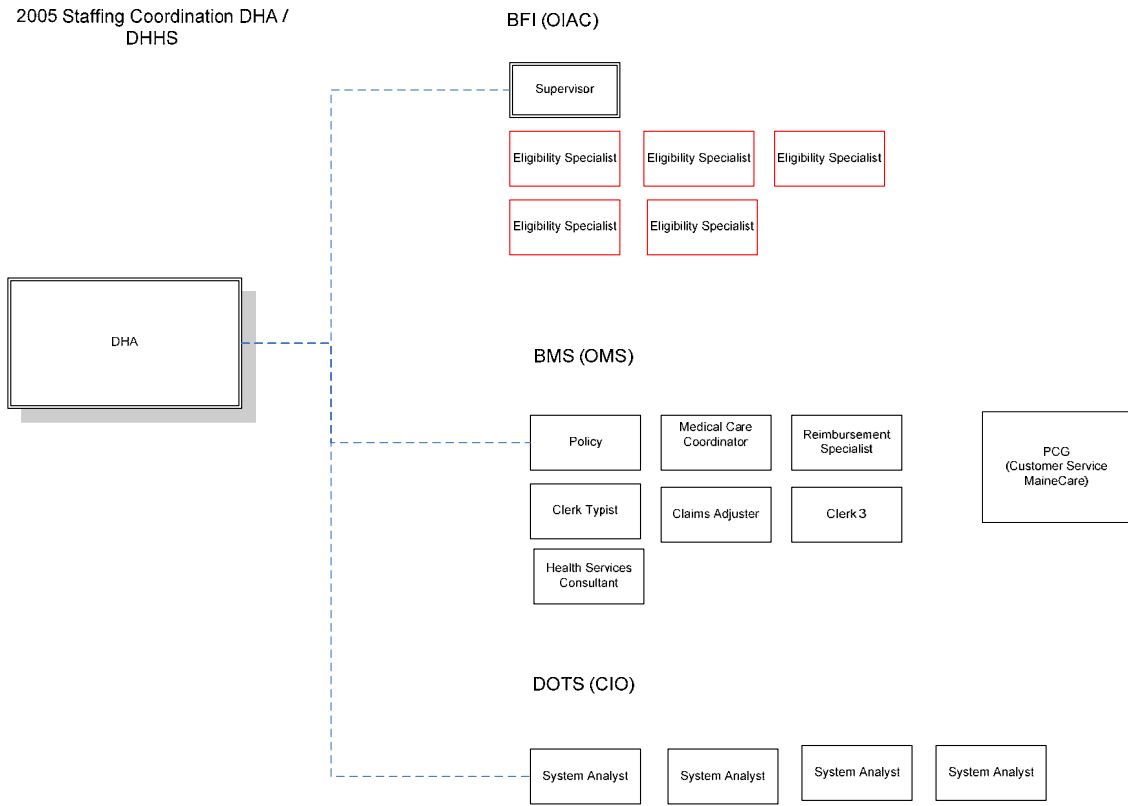 2005 Staffing Coordination DHA /
DHHS
BFI (OIAC)
Supervisor
Eligibility Specialist
Eligibility Specialist
Eligibility Specialist
Eligibility Specialist
Eligibility Specialist
DHA
BMS (OMS)
Policy
Medical Care
Coordinator
Reimbursement
Specialist
PCG
(Customer Service
MaineCare)
Clerk Typist
Claims Adjuster
Clerk 3
Health Services
Consultant
DOTS (CIO)
System Analyst
System Analyst
System Analyst
System Analyst